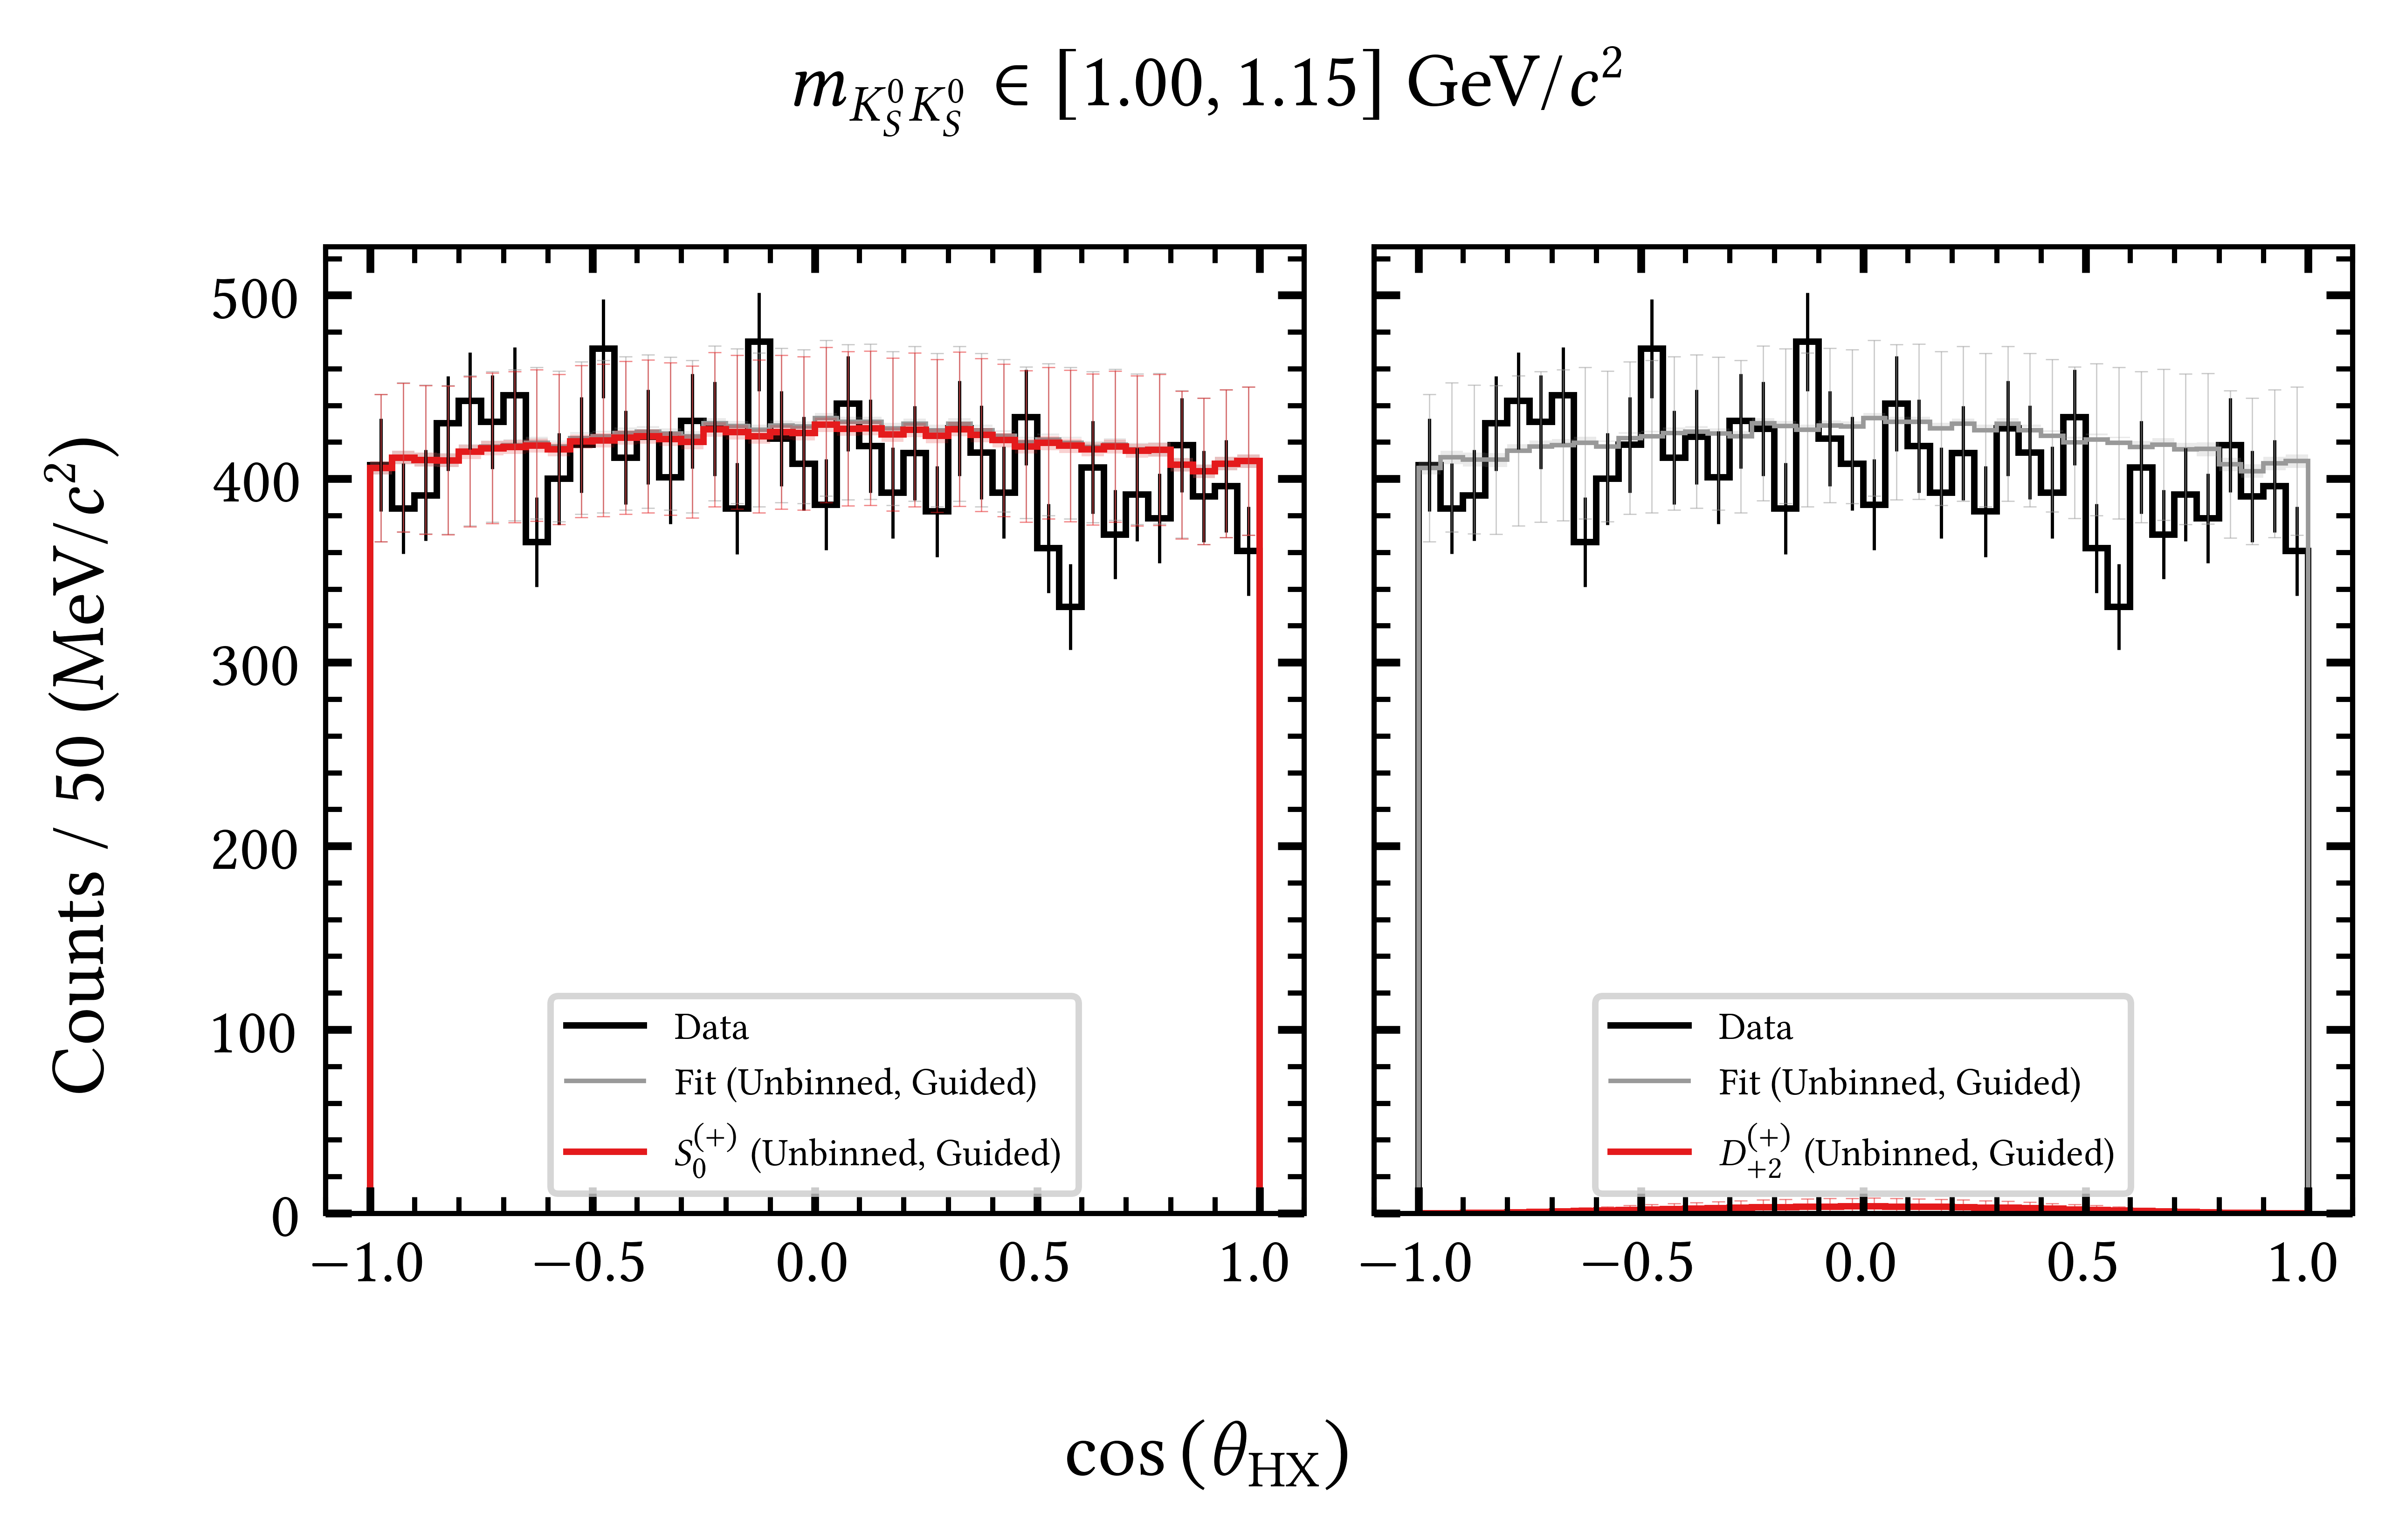 m_{K_S^0 K_S^0} ∈ [1.00, 1.15] GeV/c²
Counts / 50 (MeV/c²)
500
400
300
200
100
0
Data
Fit (Unbinned, Guided)
S_0^{(+)} (Unbinned, Guided)
Data
Fit (Unbinned, Guided)
D_{+2}^{(+)} (Unbinned, Guided)
−1.0 −0.5 0.0 0.5 1.0
−1.0 −0.5 0.0 0.5 1.0
cos (θ_{HX})